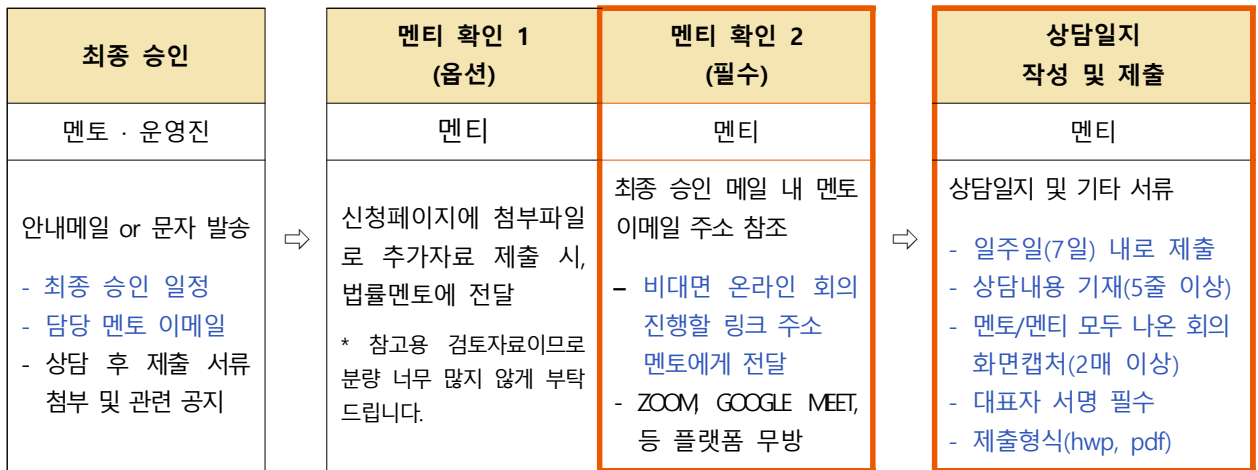 최종 승인
멘토 · 운영진
안내메일 or 문자 발송
- 최종 승인 일정
- 담당 멘토 이메일
- 상담 후 제출 서류
첨부 및 관련 공지
⇨
멘티 확인 1
(옵션)
멘티
신청페이지에 첨부파일
로 추가자료 제출 시,
법률멘토에 전달
* 참고용 검토자료이므로
분량 너무 많지 않게 부탁
드립니다.
멘티 확인 2
(필수)
멘티
최종 승인 메일 내 멘토
이메일 주소 참조
- 비대면 온라인 회의
진행할 링크 주소
멘토에게 전달
- ZOOM, GOOGLE MEET,
등 플랫폼 무방
⇨
상담일지
작성 및 제출
멘티
상담일지 및 기타 서류
- 일주일(7일) 내로 제출
- 상담내용 기재(5줄 이상)
- 멘토/멘티 모두 나온 회의
화면캡처(2매 이상)
- 대표자 서명 필수
- 제출형식(hwp, pdf)